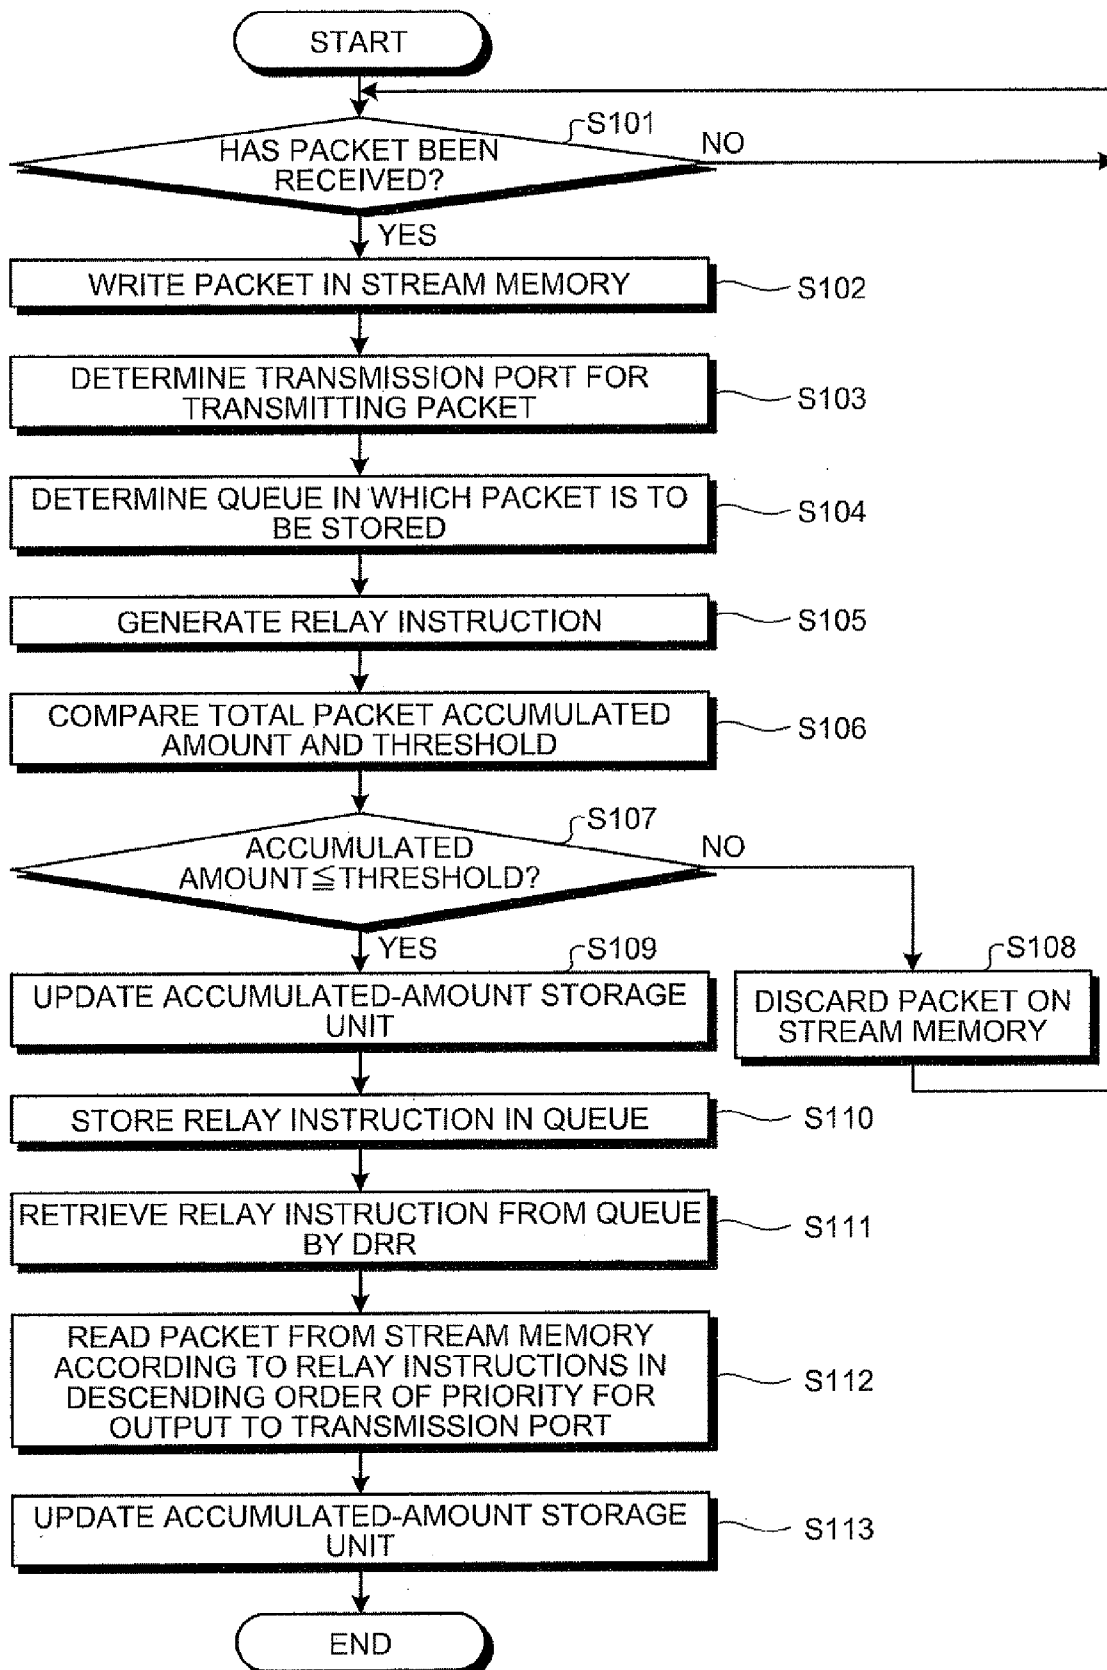 START
S101
HAS PACKET BEEN
RECEIVED?
NO
YES
WRITE PACKET IN STREAM MEMORY
S102
DETERMINE TRANSMISSION PORT FOR
TRANSMITTING PACKET
S103
DETERMINE QUEUE IN WHICH PACKET IS TO
BE STORED
S104
GENERATE RELAY INSTRUCTION
S105
COMPARE TOTAL PACKET ACCUMULATED
AMOUNT AND THRESHOLD
S106
S107
ACCUMULATED
AMOUNT≦THRESHOLD?
NO
YES
S109
UPDATE ACCUMULATED-AMOUNT STORAGE
UNIT
S108
DISCARD PACKET ON
STREAM MEMORY
STORE RELAY INSTRUCTION IN QUEUE
S110
RETRIEVE RELAY INSTRUCTION FROM QUEUE
BY DRR
S111
READ PACKET FROM STREAM MEMORY
ACCORDING TO RELAY INSTRUCTIONS IN
DESCENDING ORDER OF PRIORITY FOR
OUTPUT TO TRANSMISSION PORT
S112
UPDATE ACCUMULATED-AMOUNT STORAGE
UNIT
S113
END